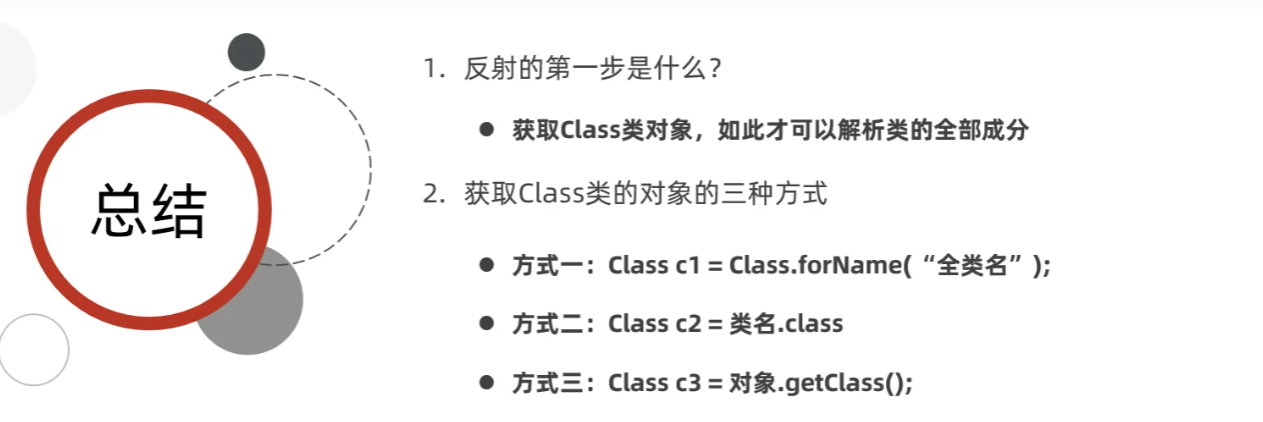 总结
1. 反射的第一步是什么？
● 获取Class类对象，如此才可以解析类的全部成分
2. 获取Class类的对象的三种方式
● 方式一：Class c1 = Class.forName(“全类名”);
● 方式二：Class c2 = 类名.class
● 方式三：Class c3 = 对象.getClass();